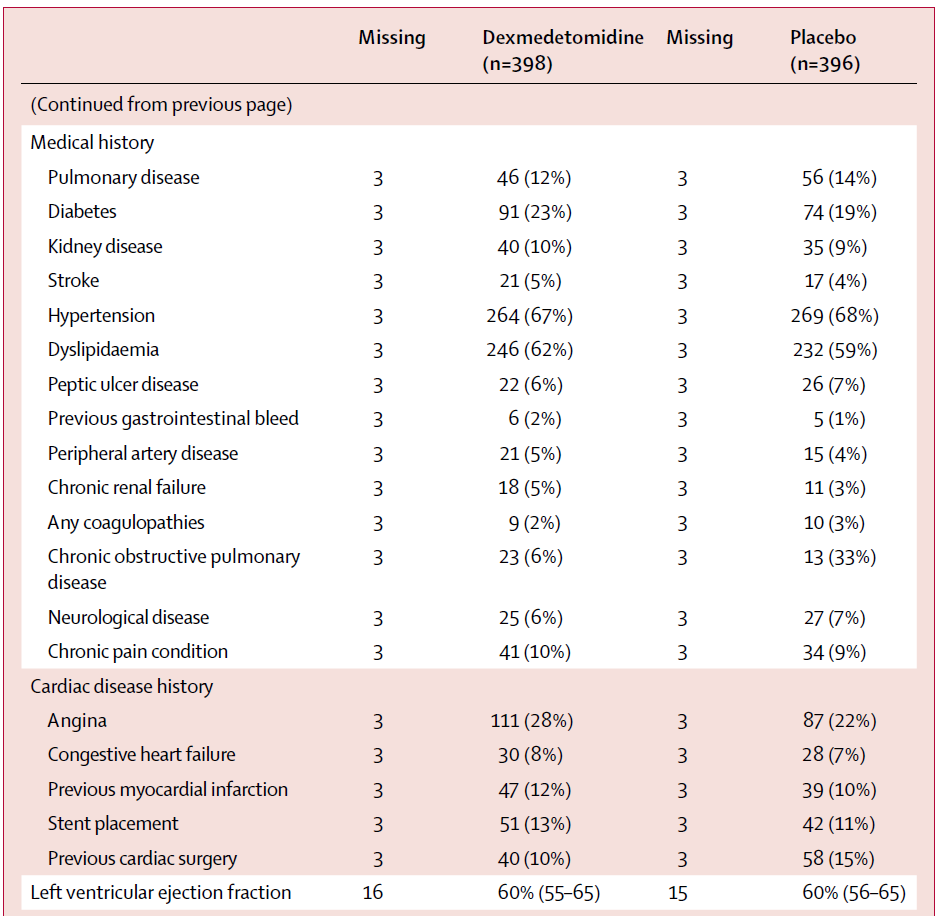 Missing Dexmedetomidine Missing Placebo
(n=398) (n=396)
(Continued from previous page)
Medical history
Pulmonary disease 3 46 (12%) 3 56 (14%)
Diabetes 3 91 (23%) 3 74 (19%)
Kidney disease 3 40 (10%) 3 35 (9%)
Stroke 3 21 (5%) 3 17 (4%)
Hypertension 3 264 (67%) 3 269 (68%)
Dyslipidaemia 3 246 (62%) 3 232 (59%)
Peptic ulcer disease 3 22 (6%) 3 26 (7%)
Previous gastrointestinal bleed 3 6 (2%) 3 5 (1%)
Peripheral artery disease 3 21 (5%) 3 15 (4%)
Chronic renal failure 3 18 (5%) 3 11 (3%)
Any coagulopathies 3 9 (2%) 3 10 (3%)
Chronic obstructive pulmonary 3 23 (6%) 3 13 (33%)
disease
Neurological disease 3 25 (6%) 3 27 (7%)
Chronic pain condition 3 41 (10%) 3 34 (9%)
Cardiac disease history
Angina 3 111 (28%) 3 87 (22%)
Congestive heart failure 3 30 (8%) 3 28 (7%)
Previous myocardial infarction 3 47 (12%) 3 39 (10%)
Stent placement 3 51 (13%) 3 42 (11%)
Previous cardiac surgery 3 40 (10%) 3 58 (15%)
Left ventricular ejection fraction 16 60% (55–65) 15 60% (56–65)